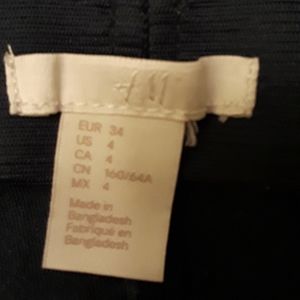 H&M
EUR 34
US 4
CA 4
CN 160/64A
MX 4
Made in
Bangladesh
Fabriqué en
Bangladesh